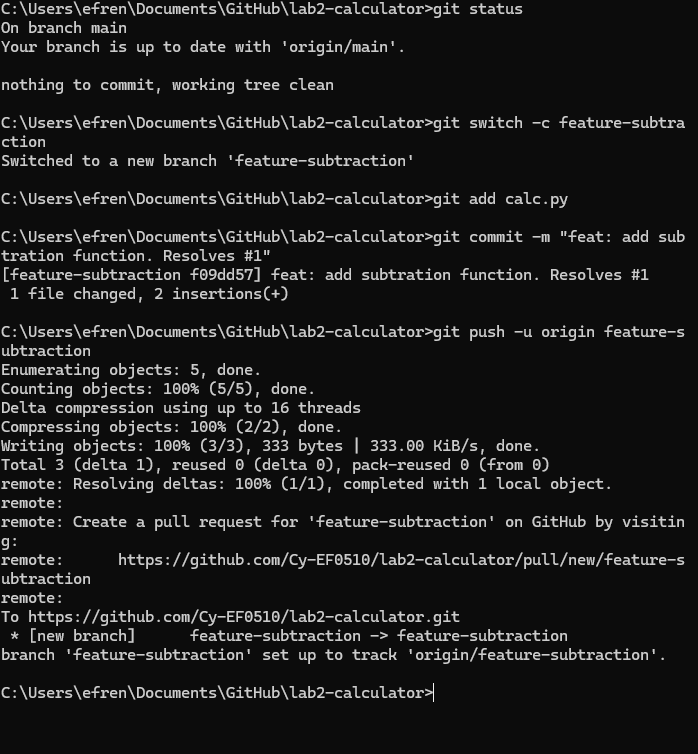 C:\Users\efren\Documents\GitHub\lab2-calculator>git status
On branch main
Your branch is up to date with 'origin/main'.
nothing to commit, working tree clean
C:\Users\efren\Documents\GitHub\lab2-calculator>git switch -c feature-subtra
ction
Switched to a new branch 'feature-subtraction'
C:\Users\efren\Documents\GitHub\lab2-calculator>git add calc.py
C:\Users\efren\Documents\GitHub\lab2-calculator>git commit -m "feat: add sub
tration function. Resolves #1"
[feature-subtraction f09dd57] feat: add subtration function. Resolves #1
 1 file changed, 2 insertions(+)
C:\Users\efren\Documents\GitHub\lab2-calculator>git push -u origin feature-s
ubtraction
Enumerating objects: 5, done.
Counting objects: 100% (5/5), done.
Delta compression using up to 16 threads
Compressing objects: 100% (2/2), done.
Writing objects: 100% (3/3), 333 bytes | 333.00 KiB/s, done.
Total 3 (delta 1), reused 0 (delta 0), pack-reused 0 (from 0)
remote: Resolving deltas: 100% (1/1), completed with 1 local object.
remote:
remote: Create a pull request for 'feature-subtraction' on GitHub by visitin
g:
remote:      https://github.com/Cy-EF0510/lab2-calculator/pull/new/feature-s
ubtraction
remote:
To https://github.com/Cy-EF0510/lab2-calculator.git
 * [new branch]      feature-subtraction -> feature-subtraction
branch 'feature-subtraction' set up to track 'origin/feature-subtraction'.
C:\Users\efren\Documents\GitHub\lab2-calculator>